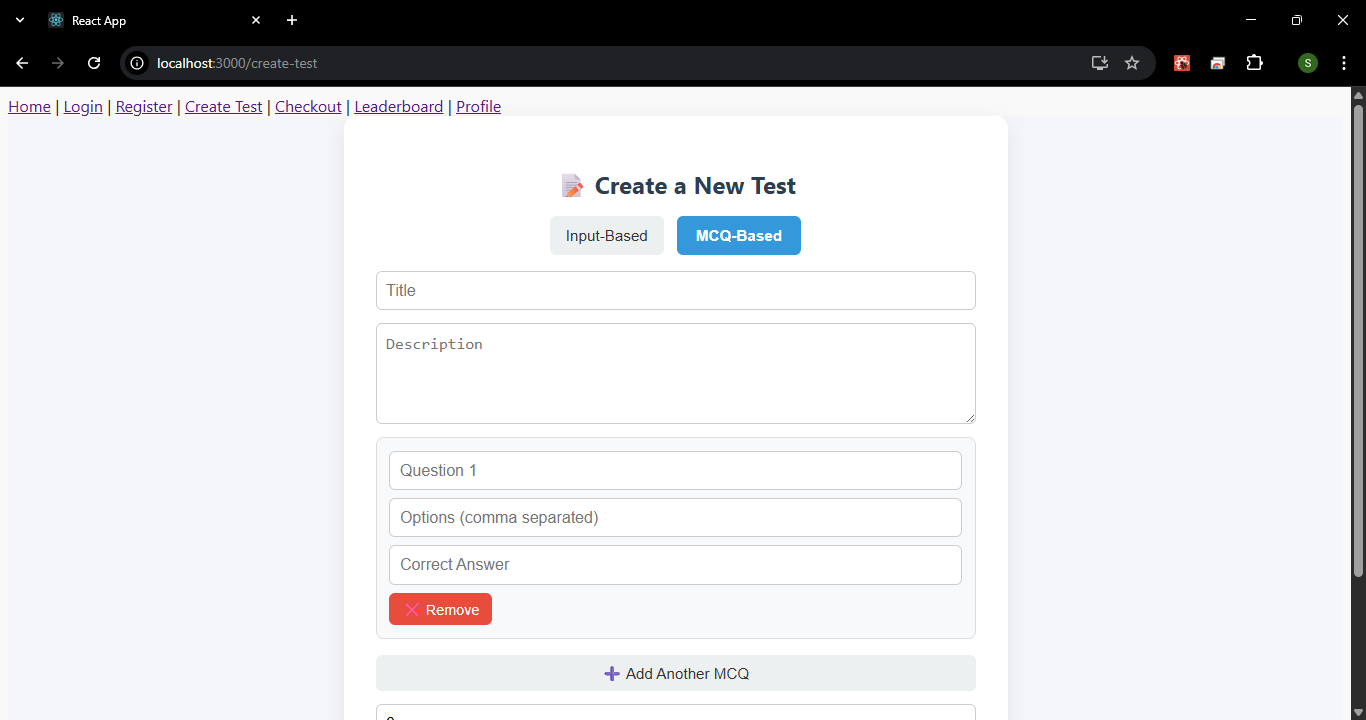 React App
localhost:3000/create-test
S
Home | Login | Register | Create Test | Checkout | Leaderboard | Profile
Create a New Test
Input-Based MCQ-Based
Title
Description
Question 1
Options (comma separated)
Correct Answer
Remove
Add Another MCQ